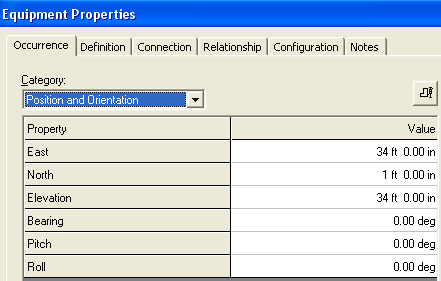 Equipment Properties
Occurrence Definition Connection Relationship Configuration Notes
Category:
Position and Orientation
Property Value
East 34 ft 0.00 in
North 1 ft 0.00 in
Elevation 34 ft 0.00 in
Bearing 0.00 deg
Pitch 0.00 deg
Roll 0.00 deg